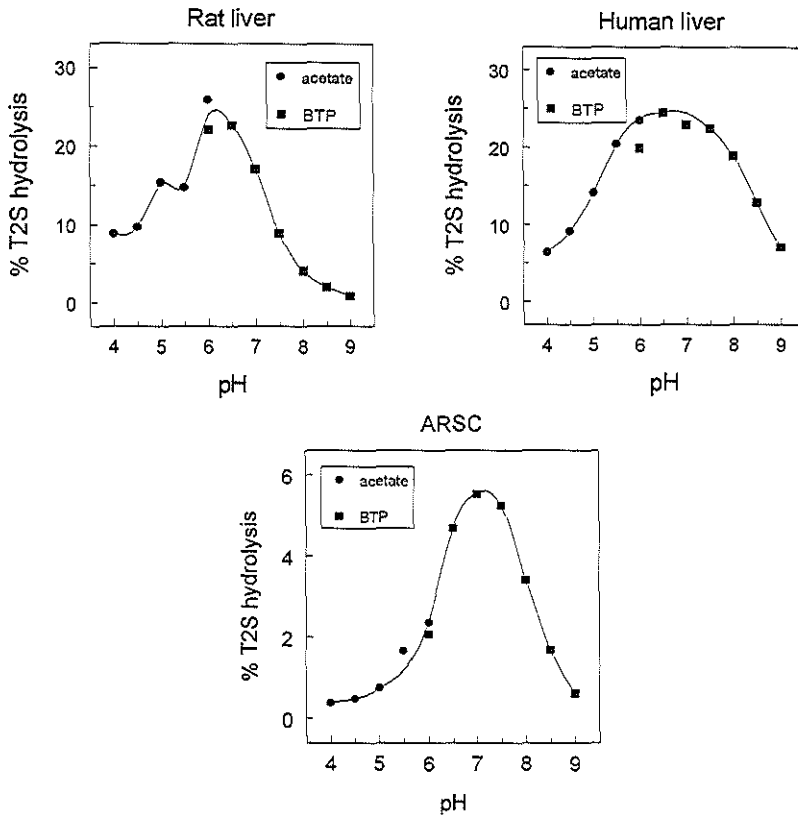 Rat liver
% T2S hydrolysis
30
20
10
0
acetate
BTP
4 5 6 7 8 9
pH
Human liver
% T2S hydrolysis
30
20
10
0
acetate
BTP
4 5 6 7 8 9
pH
ARSC
% T2S hydrolysis
6
4
2
0
acetate
BTP
4 5 6 7 8 9
pH